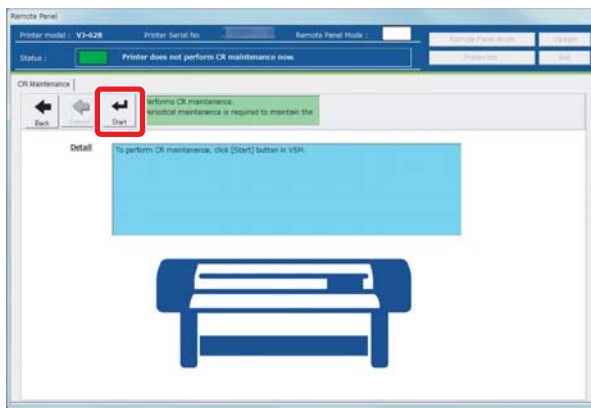 Remote Panel
Printer model : VJ-628 Printer Serial No Remote Panel Mode :
Remote Panel Mode Update
Status : Printer does not perform CR maintenance now.
Printer Info Exit
CR Maintenance
Performs CR maintenance.
Periodical maintenance is required to maintain the
Back Cancel Start
Detail
To perform CR maintenance, click [Start] button in VSM.